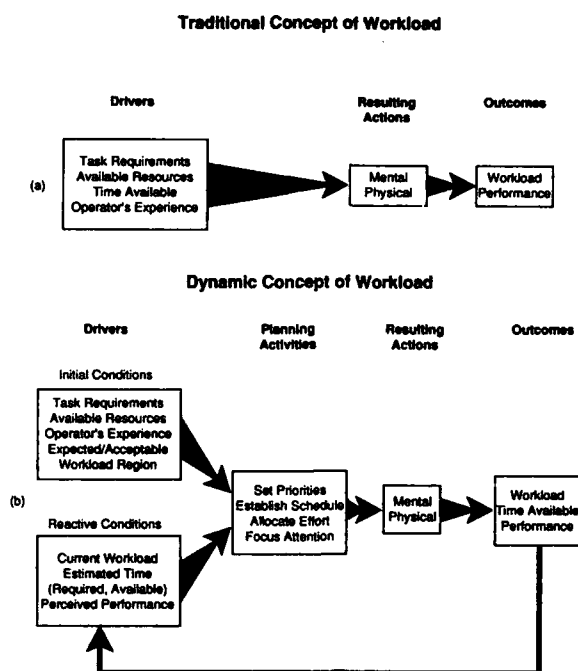 Traditional Concept of Workload
Drivers
Resulting
Actions
Outcomes
(a)
Task Requirements
Available Resources
Time Available
Operator's Experience
Mental
Physical
Workload
Performance
Dynamic Concept of Workload
Drivers
Planning
Activities
Resulting
Actions
Outcomes
Initial Conditions
Task Requirements
Available Resources
Operator's Experience
Expected/Acceptable
Workload Region
(b)
Reactive Conditions
Current Workload
Estimated Time
(Required, Available)
Perceived Performance
Set Priorities
Establish Schedule
Allocate Effort
Focus Attention
Mental
Physical
Workload
Time Available
Performance